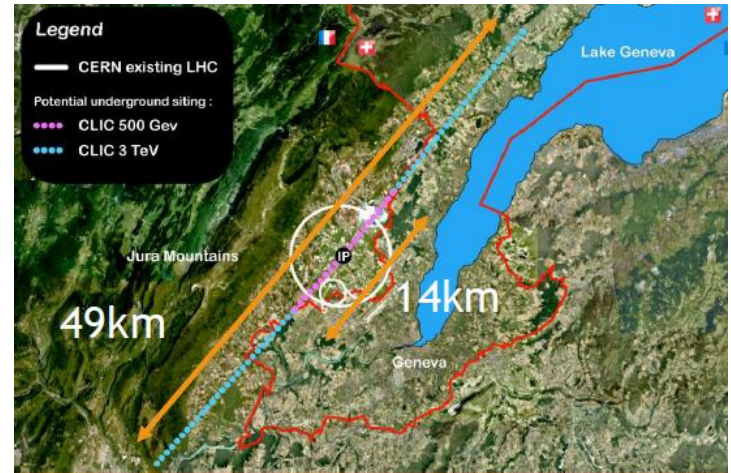 Legend
CERN existing LHC
Potential underground siting :
CLIC 500 Gev
CLIC 3 TeV
Lake Geneva
Jura Mountains
IP
49km
14km
Geneva